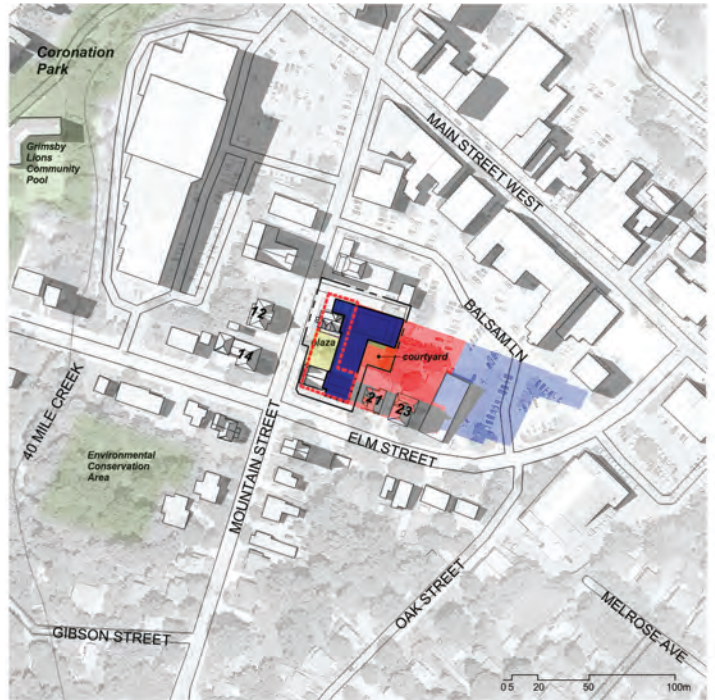 Coronation
Park
Grimsby
Lions
Community
Pool
MAIN STREET WEST
BALSAM LN
12
14
plaza
courtyard
21
23
40 MILE CREEK
MOUNTAIN STREET
ELM STREET
Environmental
Conservation
Area
OAK STREET
GIBSON STREET
MELROSE AVE
0 5 20 50 100m